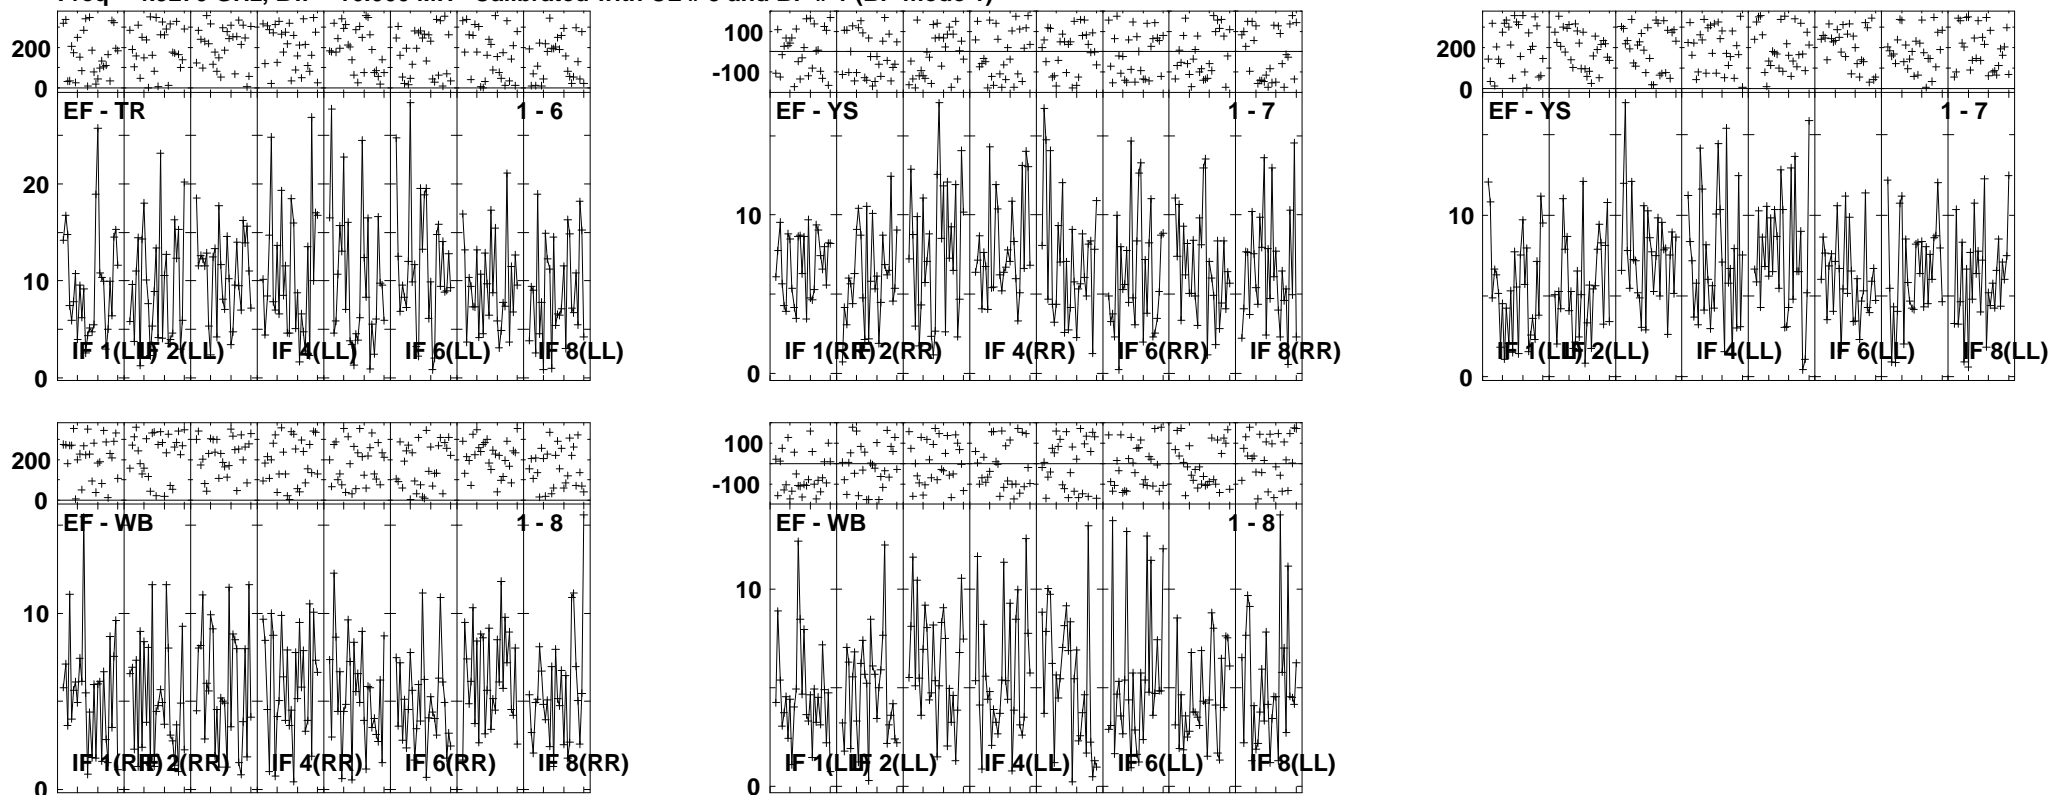 200
0
EF - TR
1 - 6
20
10
0
IF 1(LL)
IF 2(LL)
IF 4(LL)
IF 6(LL)
IF 8(LL)
100
-100
EF - YS
1 - 7
10
0
IF 1(RR)
IF 2(RR)
IF 4(RR)
IF 6(RR)
IF 8(RR)
200
0
EF - YS
1 - 7
10
0
IF 1(LL)
IF 2(LL)
IF 4(LL)
IF 6(LL)
IF 8(LL)
200
0
EF - WB
1 - 8
10
0
IF 1(RR)
IF 2(RR)
IF 4(RR)
IF 6(RR)
IF 8(RR)
100
-100
EF - WB
1 - 8
10
0
IF 1(LL)
IF 2(LL)
IF 4(LL)
IF 6(LL)
IF 8(LL)